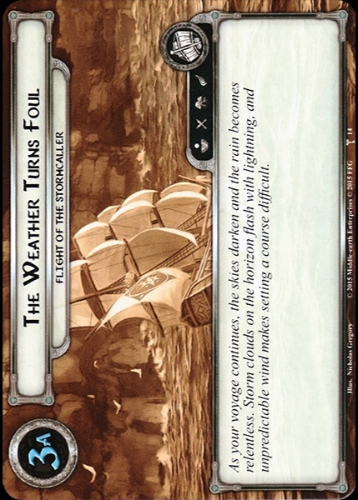 3A
The Weather Turns Foul
Flight of the Stormcaller
As your voyage continues, the skies darken and the rain becomes
relentless. Storm clouds on the horizon flash with lightning, and
unpredictable wind makes setting a course difficult.
Illus. Nicholas Gregory © 2015 Middle-earth Enterprises © 2015 FFG 14